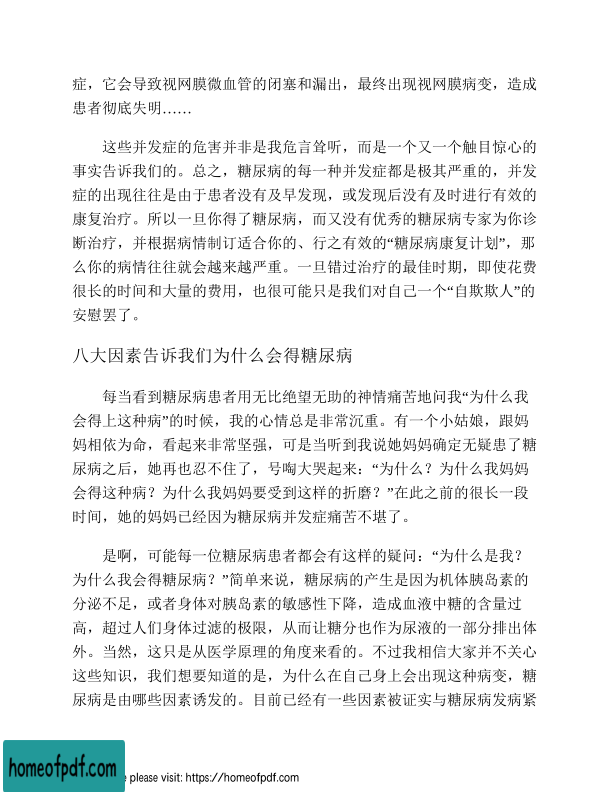 症，它会导致视网膜微血管的闭塞和漏出，最终出现视网膜病变，造成
患者彻底失明……
这些并发症的危害并非是我危言耸听，而是一个又一个触目惊心的
事实告诉我们的。总之，糖尿病的每一种并发症都是极其严重的，并发
症的出现往往是由于患者没有及早发现，或发现后没有及时进行有效的
康复治疗。所以一旦你得了糖尿病，而又没有优秀的糖尿病专家为你诊
断治疗，并根据病情制订适合你的、行之有效的“糖尿病康复计划”，那
么你的病情往往就会越来越严重。一旦错过治疗的最佳时期，即使花费
很长的时间和大量的费用，也很可能只是我们对自己一个“自欺欺人”的
安慰罢了。
八大因素告诉我们为什么会得糖尿病
每当看到糖尿病患者用无比绝望无助的神情痛苦地问我“为什么我
会得上这种病”的时候，我的心情总是非常沉重。有一个小姑娘，跟妈
妈相依为命，看起来非常坚强，可是当听到我说她妈妈确定无疑患了糖
尿病之后，她再也忍不住了，号啕大哭起来：“为什么？为什么我妈妈
会得这种病？为什么我妈妈要受到这样的折磨？”在此之前的很长一段
时间，她的妈妈已经因为糖尿病并发症痛苦不堪了。
是啊，可能每一位糖尿病患者都会有这样的疑问：“为什么是我？
为什么我会得糖尿病？”简单来说，糖尿病的产生是因为机体胰岛素的
分泌不足，或者身体对胰岛素的敏感性下降，造成血液中糖的含量过
高，超过人们身体过滤的极限，从而让糖分也作为尿液的一部分排出体
外。当然，这只是从医学原理的角度来看的。不过我相信大家并不关心
这些知识，我们想要知道的是，为什么在自己身上会出现这种病变，糖
尿病是由哪些因素诱发的。目前已经有一些因素被证实与糖尿病发病紧
homeofpdf.com
e please visit: https://homeofpdf.com